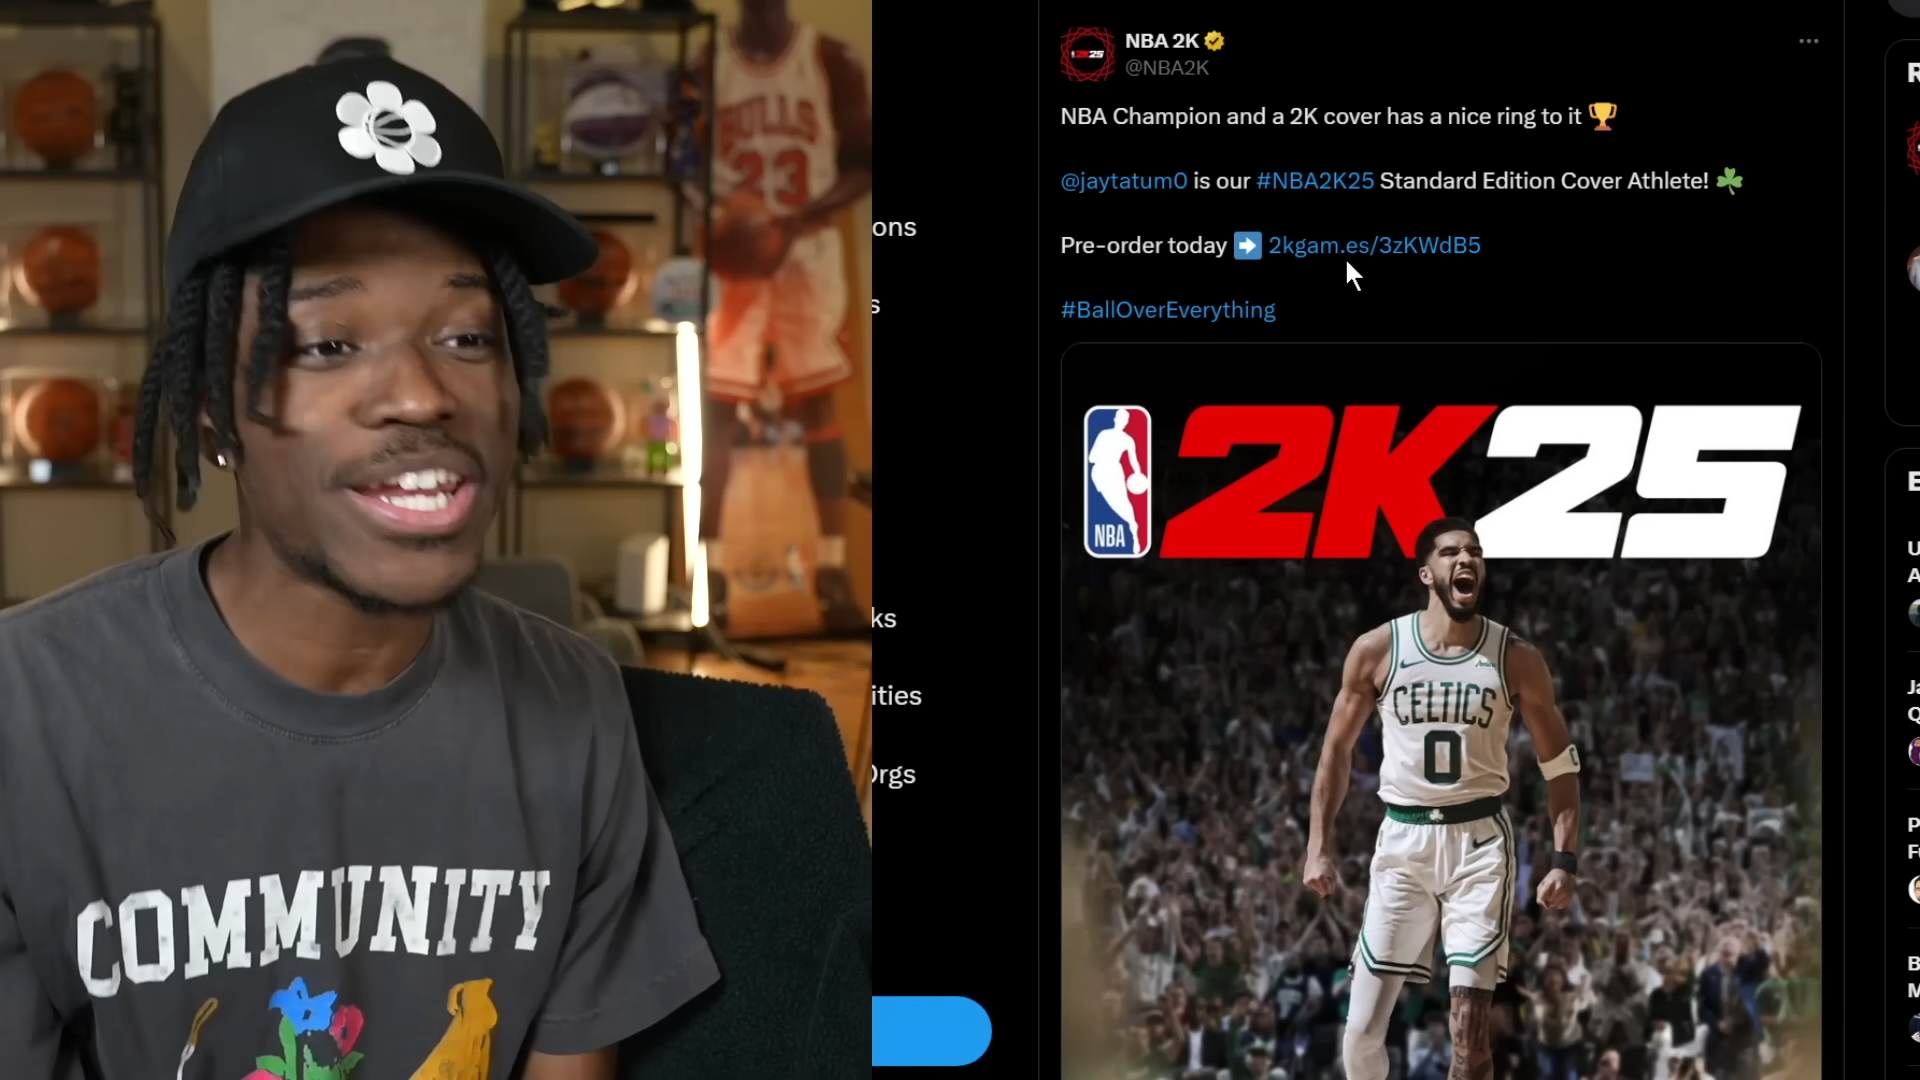 COMMUNITY
BULLS
23
ons
s
ks
ities
Orgs
NBA 2K
@NBA2K
NBA Champion and a 2K cover has a nice ring to it 🏆
@jaytatum0 is our #NBA2K25 Standard Edition Cover Athlete! ☘️
Pre-order today ➡️ 2kgam.es/3zKWdB5
#BallOverEverything
2K25
NBA
CELTICS
0